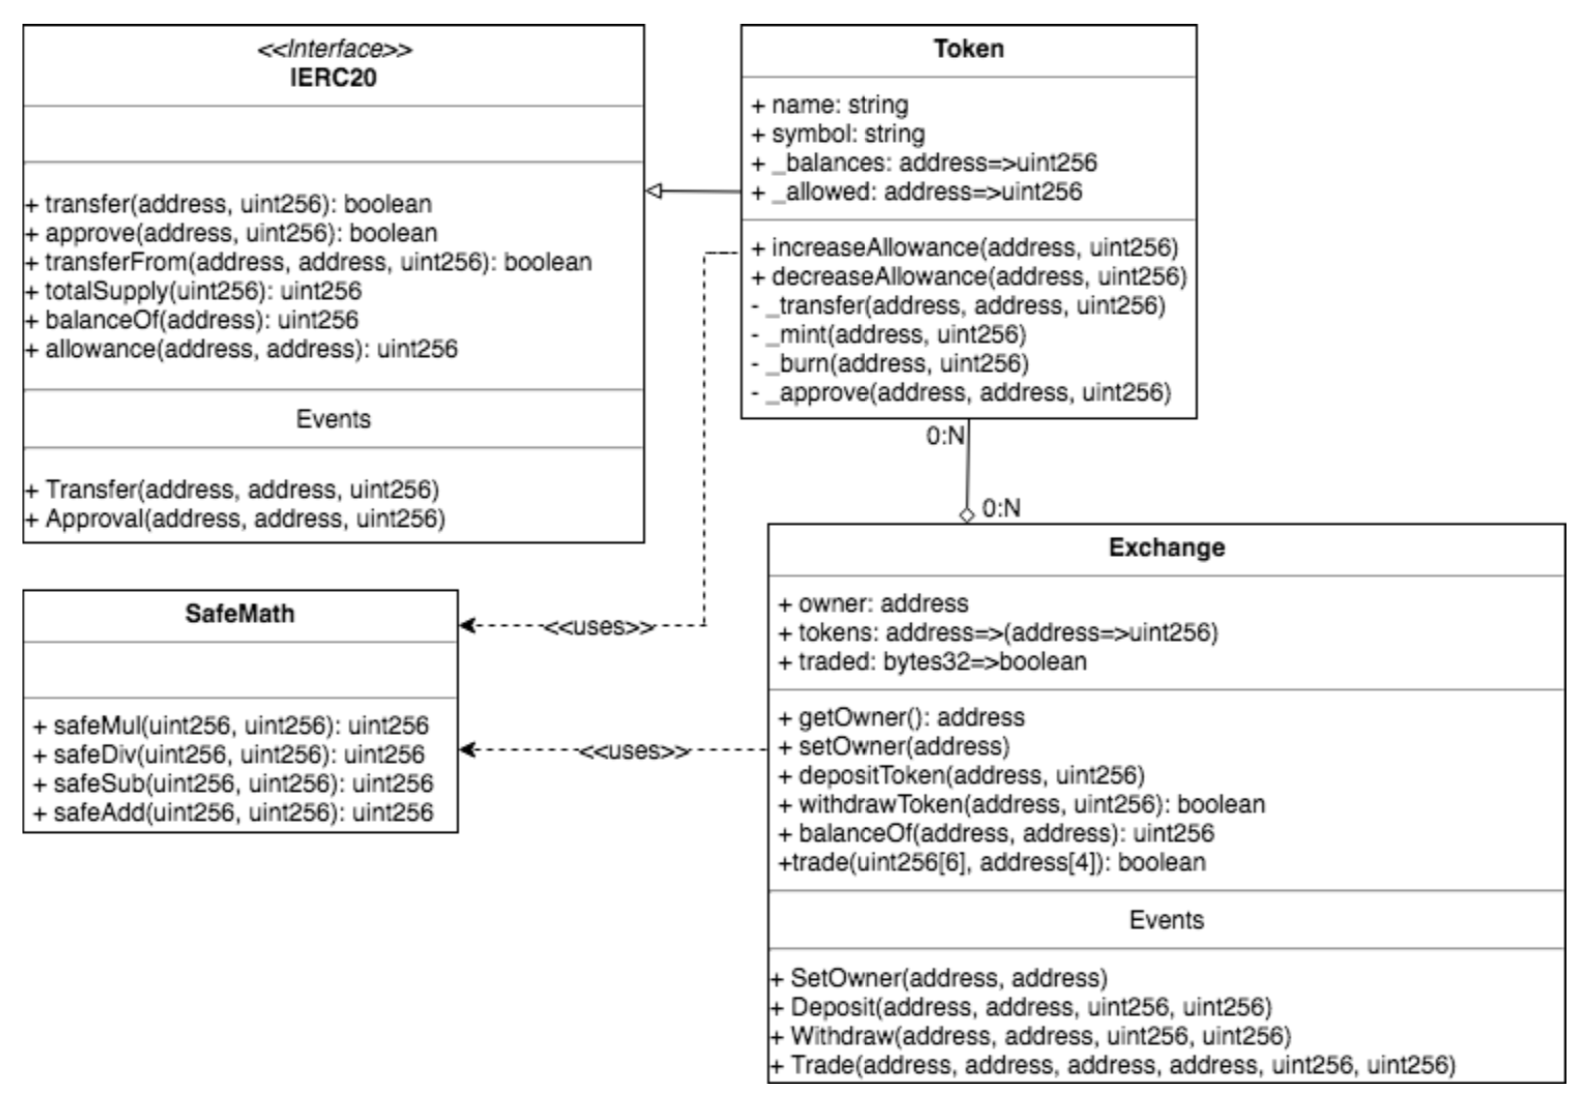 <<Interface>>
IERC20
+ transfer(address, uint256): boolean
+ approve(address, uint256): boolean
+ transferFrom(address, address, uint256): boolean
+ totalSupply(uint256): uint256
+ balanceOf(address): uint256
+ allowance(address, address): uint256
Events
+ Transfer(address, address, uint256)
+ Approval(address, address, uint256)
Token
+ name: string
+ symbol: string
+ _balances: address=>uint256
+ _allowed: address=>uint256
+ increaseAllowance(address, uint256)
+ decreaseAllowance(address, uint256)
- _transfer(address, address, uint256)
- _mint(address, uint256)
- _burn(address, uint256)
- _approve(address, address, uint256)
0:N
0:N
SafeMath
+ safeMul(uint256, uint256): uint256
+ safeDiv(uint256, uint256): uint256
+ safeSub(uint256, uint256): uint256
+ safeAdd(uint256, uint256): uint256
<<uses>>
<<uses>>
Exchange
+ owner: address
+ tokens: address=>(address=>uint256)
+ traded: bytes32=>boolean
+ getOwner(): address
+ setOwner(address)
+ depositToken(address, uint256)
+ withdrawToken(address, uint256): boolean
+ balanceOf(address, address): uint256
+trade(uint256[6], address[4]): boolean
Events
+ SetOwner(address, address)
+ Deposit(address, address, uint256, uint256)
+ Withdraw(address, address, uint256, uint256)
+ Trade(address, address, address, address, uint256, uint256)